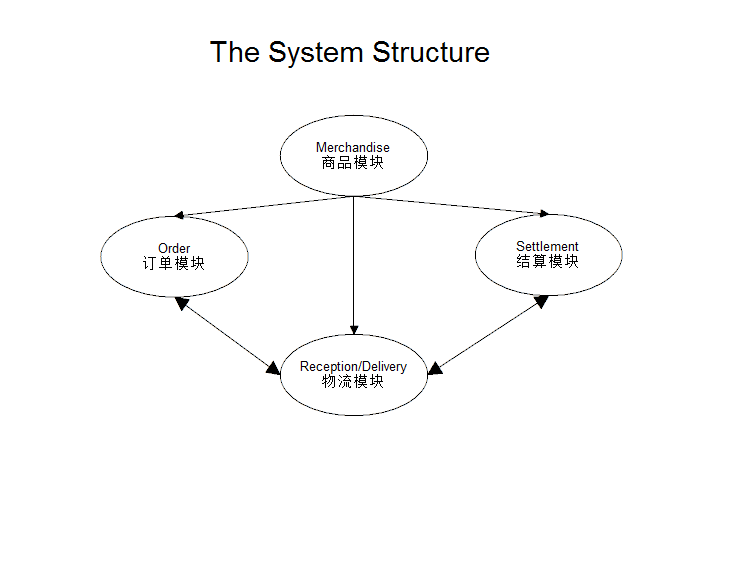 The System Structure
Merchandise
商品模块
Order
订单模块
Settlement
结算模块
Reception/Delivery
物流模块